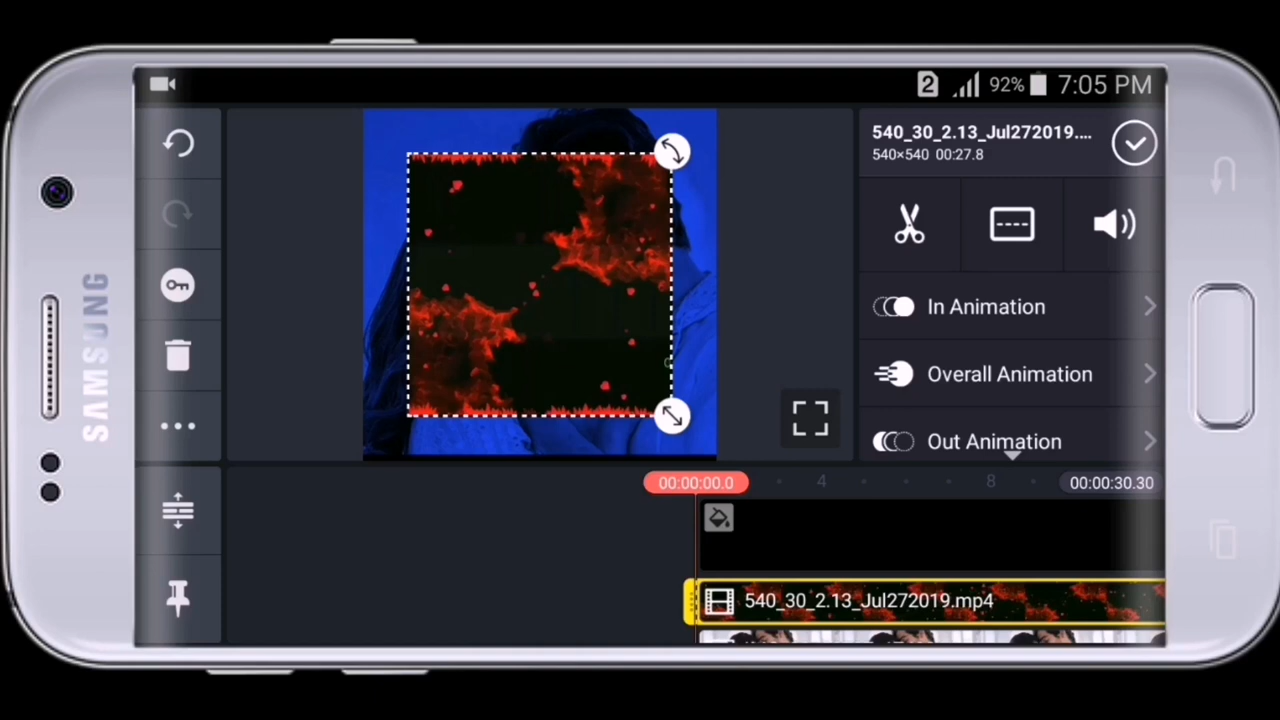 SAMSUNG
2 92% 7:05 PM
540_30_2.13_Jul272019....
540×540 00:27.8
In Animation
Overall Animation
Out Animation
00:00:00.0 4 8 00:00:30.30
540_30_2.13_Jul272019.mp4